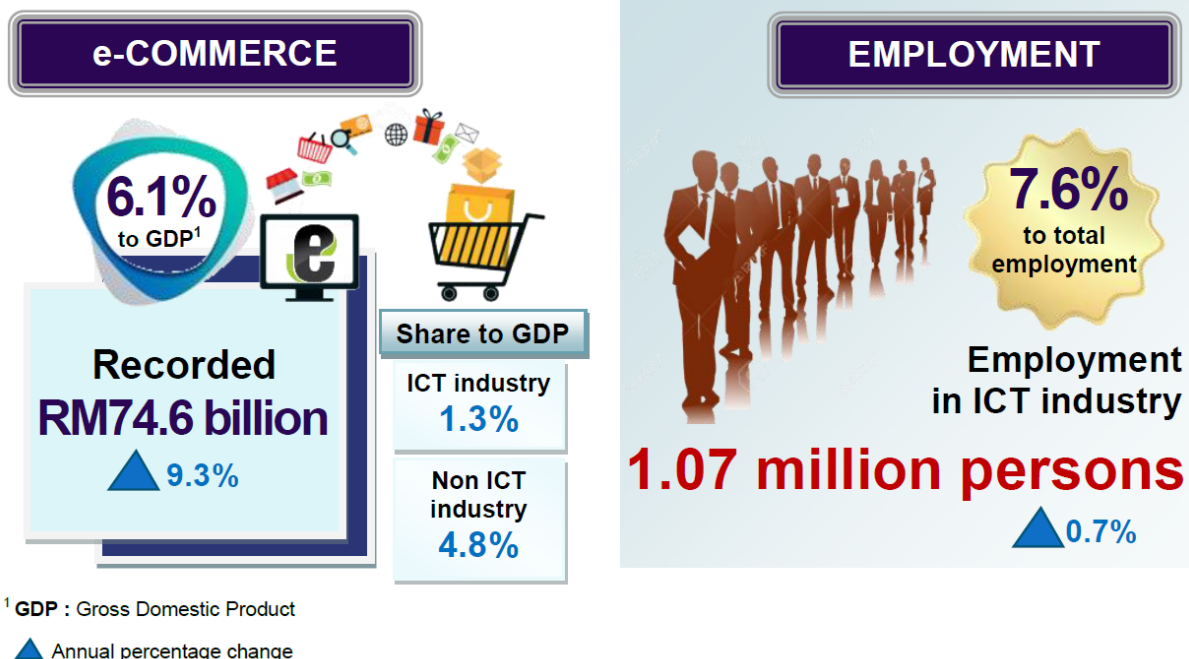 e-COMMERCE
6.1%
to GDP¹
e
Recorded
RM74.6 billion
9.3%
Share to GDP
ICT industry
1.3%
Non ICT
industry
4.8%
¹ GDP : Gross Domestic Product
Annual percentage change
EMPLOYMENT
7.6%
to total
employment
Employment
in ICT industry
1.07 million persons
0.7%